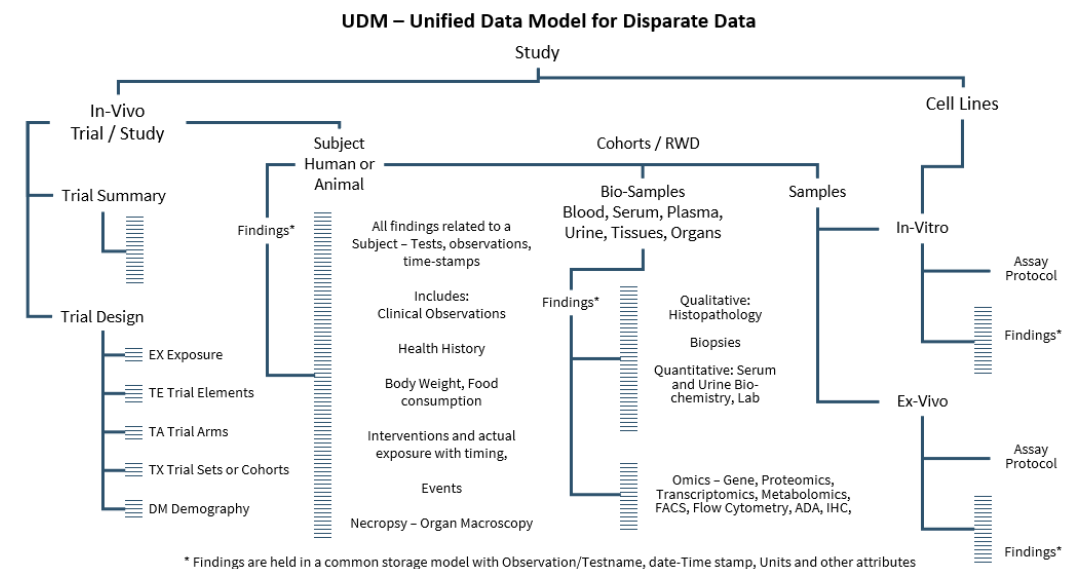 UDM – Unified Data Model for Disparate Data
Study
In-Vivo
Trial / Study
Cell Lines
Subject
Human or
Animal
Cohorts / RWD
Trial Summary
Bio-Samples
Blood, Serum, Plasma,
Urine, Tissues, Organs
Samples
Findings*
All findings related to a
Subject – Tests, observations,
time-stamps
Includes:
Clinical Observations
Health History
Body Weight, Food
consumption
Interventions and actual
exposure with timing,
Events
Necropsy – Organ Macroscopy
Findings*
Qualitative:
Histopathology
Biopsies
Quantitative: Serum
and Urine Bio-
chemistry, Lab
Omics – Gene, Proteomics,
Transcriptomics, Metabolomics,
FACS, Flow Cytometry, ADA, IHC,
In-Vitro
Assay
Protocol
Findings*
Ex-Vivo
Assay
Protocol
Findings*
Trial Design
EX Exposure
TE Trial Elements
TA Trial Arms
TX Trial Sets or Cohorts
DM Demography
* Findings are held in a common storage model with Observation/Testname, date-Time stamp, Units and other attributes